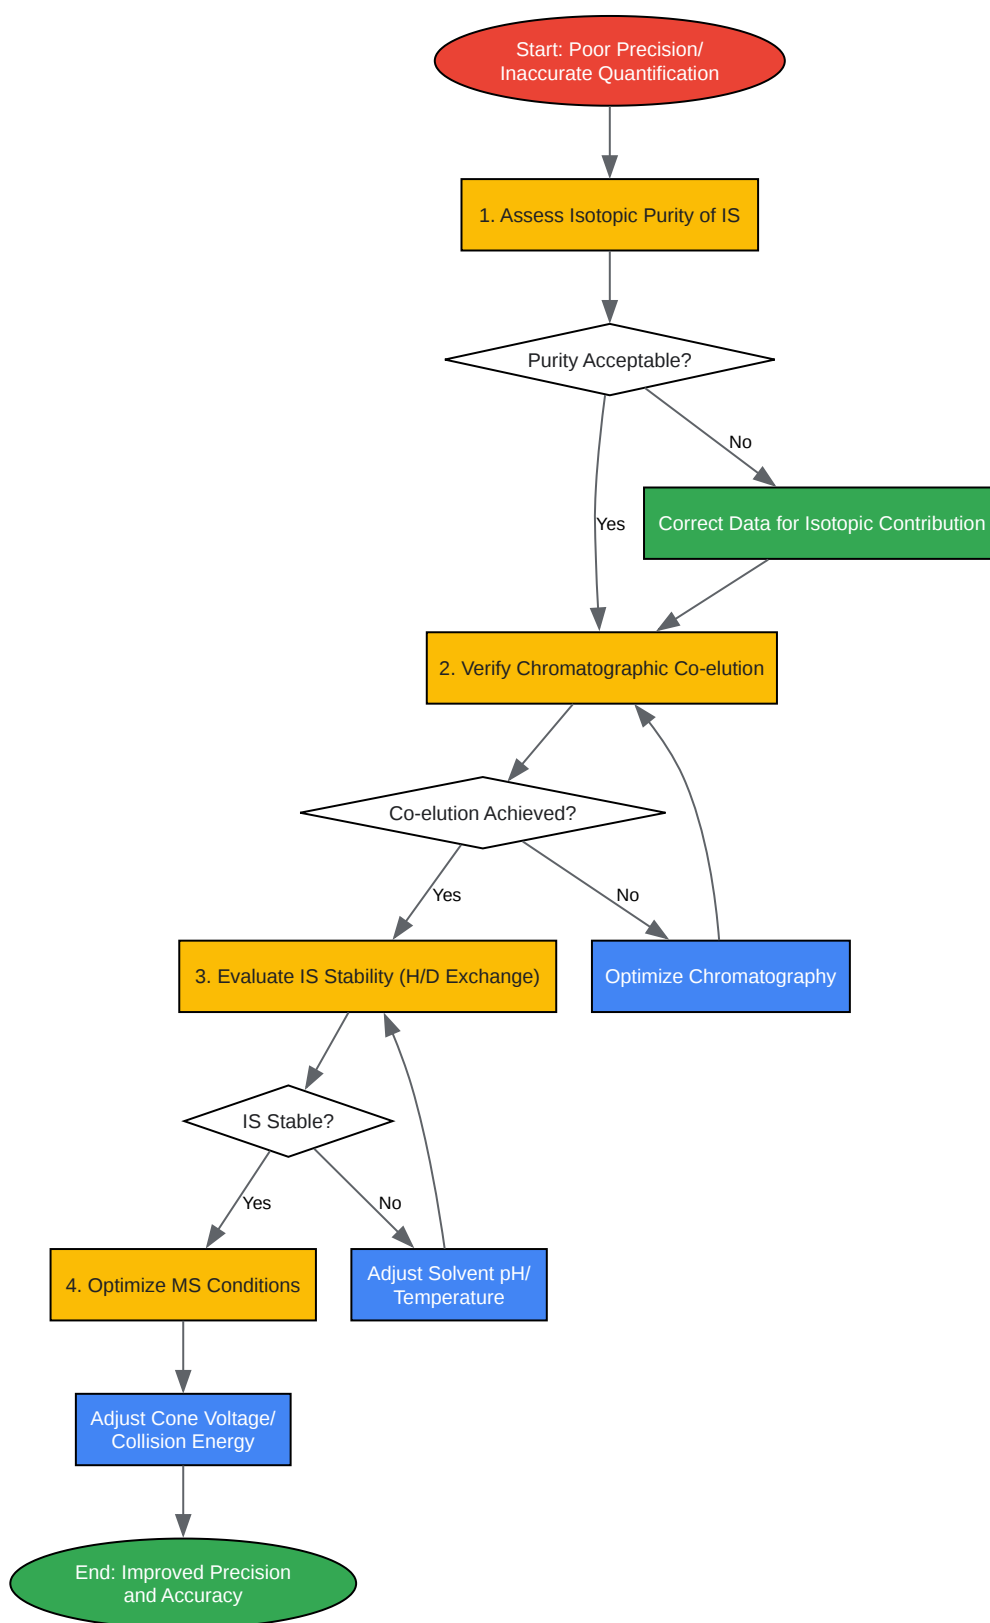 Start: Poor Precision/
Inaccurate Quantification
1. Assess Isotopic Purity of IS
Purity Acceptable?
No
Yes
Correct Data for Isotopic Contribution
2. Verify Chromatographic Co-elution
Co-elution Achieved?
Yes
No
3. Evaluate IS Stability (H/D Exchange)
Optimize Chromatography
IS Stable?
Yes
No
4. Optimize MS Conditions
Adjust Solvent pH/
Temperature
Adjust Cone Voltage/
Collision Energy
End: Improved Precision
and Accuracy